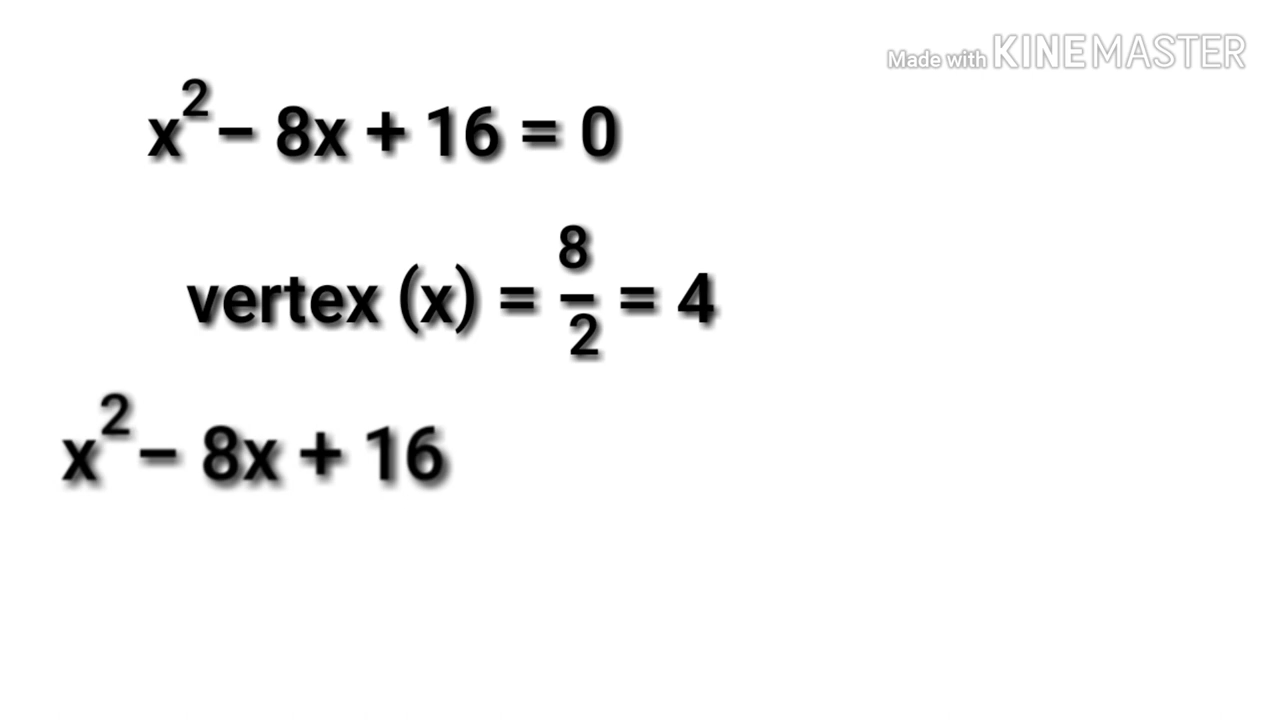 Made with KINEMASTER
x² − 8x + 16 = 0
vertex (x) = 8/2 = 4
x² − 8x + 16